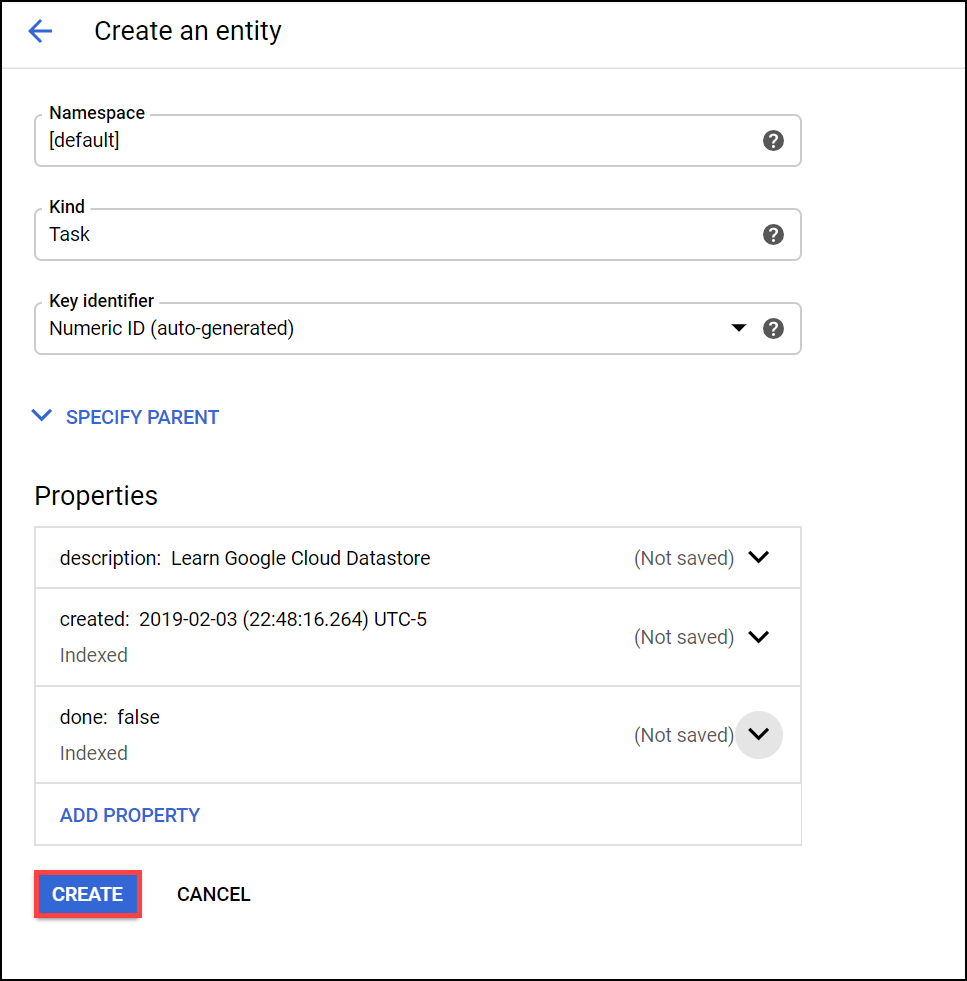 Create an entity
Namespace
[default]
Kind
Task
Key identifier
Numeric ID (auto-generated)
SPECIFY PARENT
Properties
description: Learn Google Cloud Datastore (Not saved)
created: 2019-02-03 (22:48:16.264) UTC-5
(Not saved)
Indexed
done: false
(Not saved)
Indexed
ADD PROPERTY
CREATE CANCEL